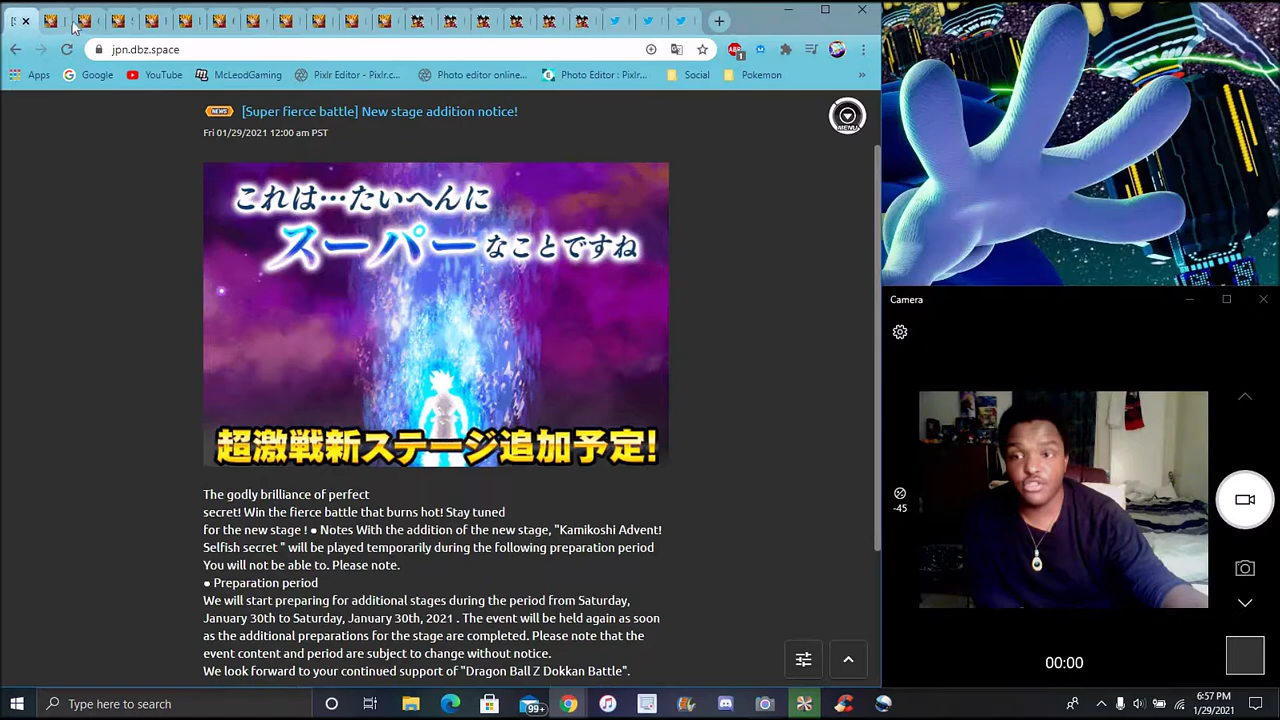 jpn.dbz.space
ABP
1
Apps
Google
YouTube
McLeodGaming
Pixlr Editor - Pixlr.c...
Photo editor online...
Photo Editor : Pixlr...
Social
Pokemon
»
NEWS
[Super fierce battle] New stage addition notice!
MENU
Fri 01/29/2021 12:00 am PST
これは…たいへんに
スーパーなことですね
超激戦新ステージ追加予定!
The godly brilliance of perfect
secret! Win the fierce battle that burns hot! Stay tuned
for the new stage ! ● Notes With the addition of the new stage, "Kamikoshi Advent!
Selfish secret " will be played temporarily during the following preparation period
You will not be able to. Please note.
● Preparation period
We will start preparing for additional stages during the period from Saturday,
January 30th to Saturday, January 30th, 2021 . The event will be held again as soon
as the additional preparations for the stage are completed. Please note that the
event content and period are subject to change without notice.
We look forward to your continued support of "Dragon Ball Z Dokkan Battle".
Camera
-45
00:00
Type here to search
99+
6:57 PM
1/29/2021